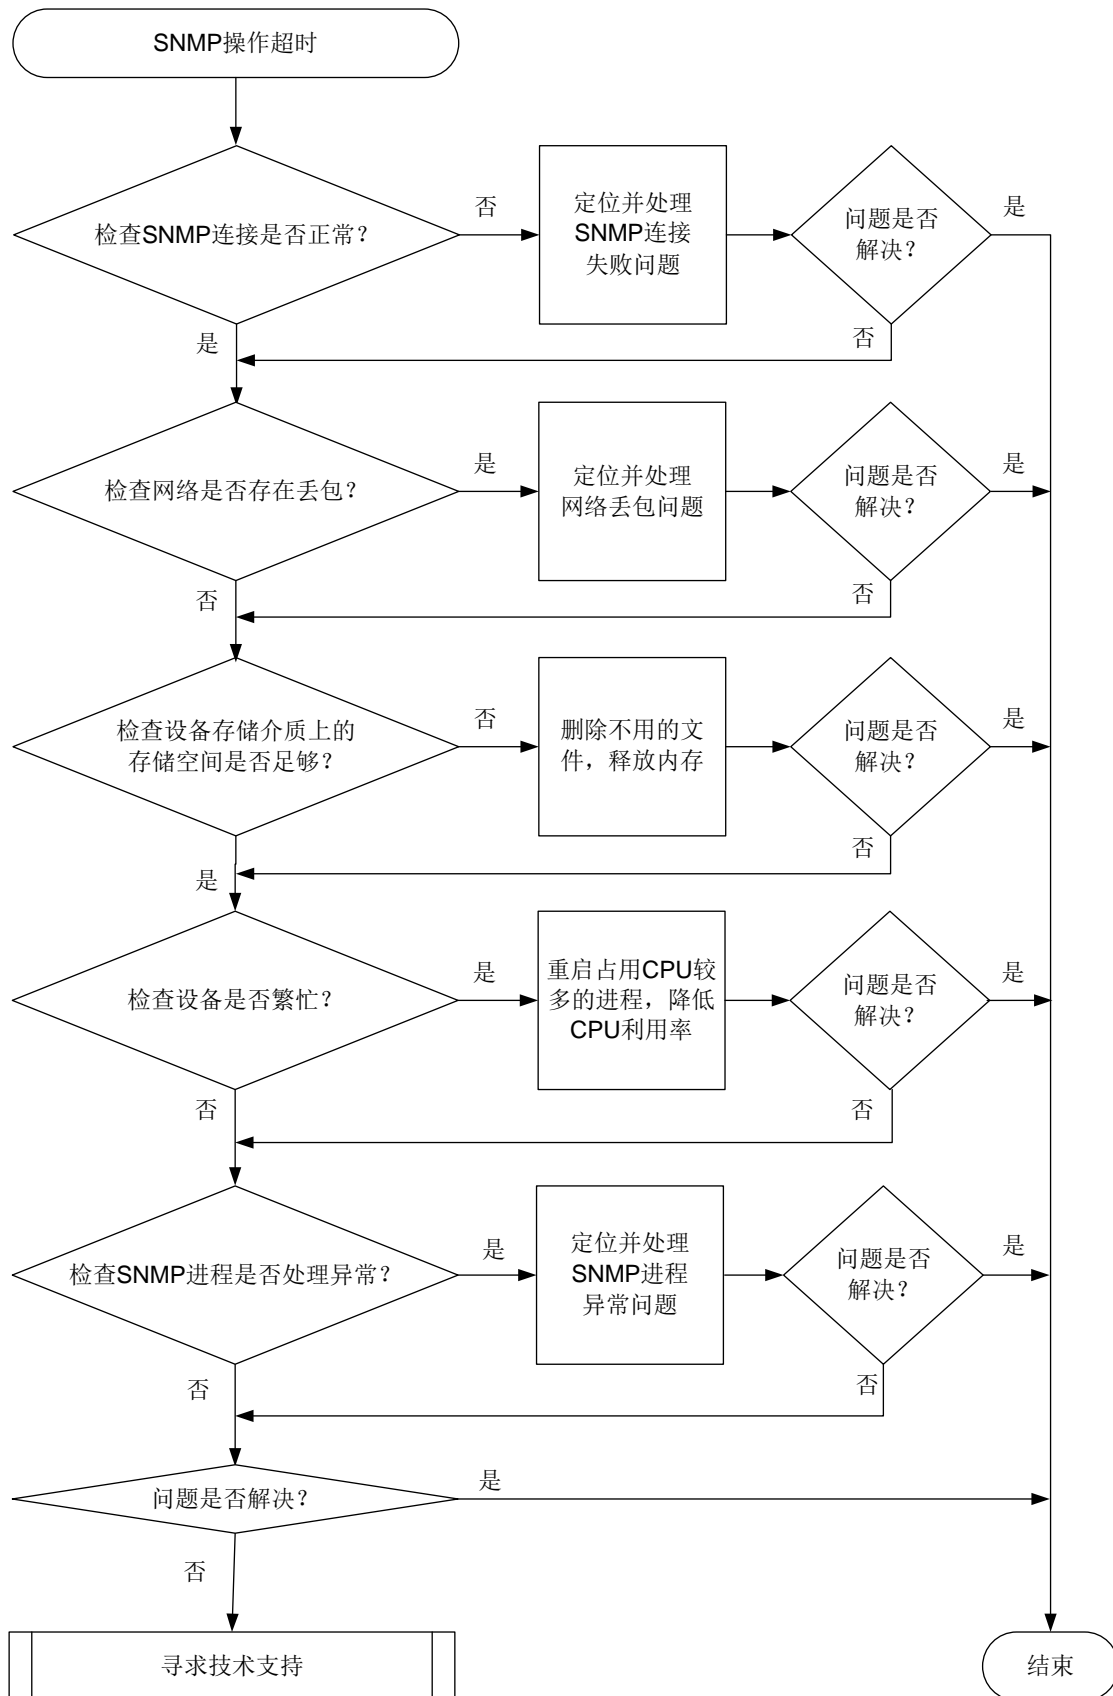 SNMP操作超时
检查SNMP连接是否正常？
否
定位并处理
SNMP连接
失败问题
问题是否
解决？
是
是
否
检查网络是否存在丢包？
是
定位并处理
网络丢包问题
问题是否
解决？
是
否
否
检查设备存储介质上的
存储空间是否足够？
否
删除不用的文
件，释放内存
问题是否
解决？
是
是
否
检查设备是否繁忙？
是
重启占用CPU较
多的进程，降低
CPU利用率
问题是否
解决？
是
否
否
检查SNMP进程是否处理异常？
是
定位并处理
SNMP进程
异常问题
问题是否
解决？
是
否
否
问题是否解决？
是
否
寻求技术支持
结束